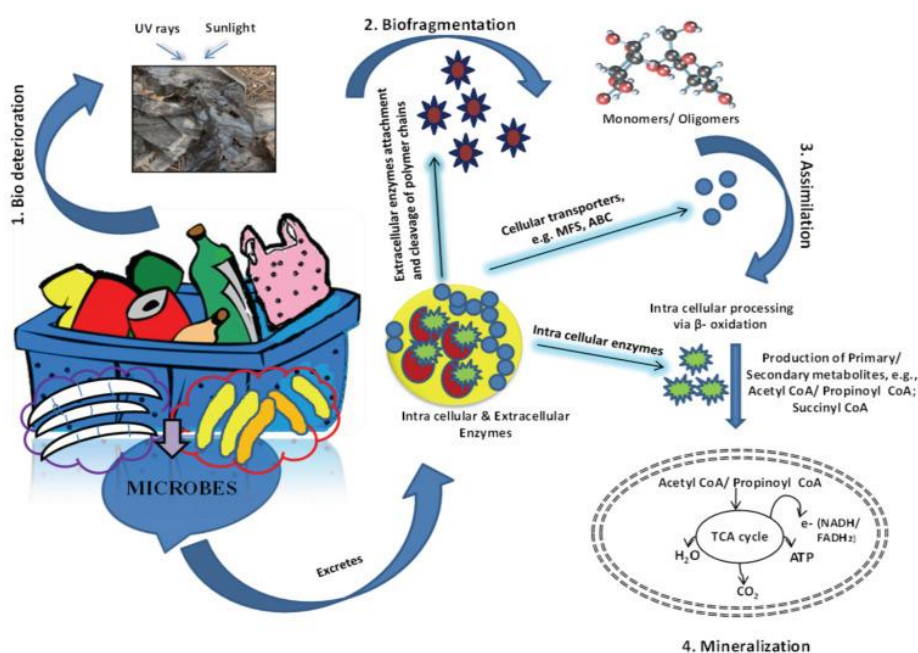 UV rays
Sunlight
1. Bio deterioration
2. Biofragmentation
Extracellular enzymes attachment
and cleavage of polymer chains
Monomers/ Oligomers
3. Assimilation
Cellular transporters,
e.g. MFS, ABC
Intra cellular enzymes
Intra cellular & Extracellular
Enzymes
Intra cellular processing
via β- oxidation
Production of Primary/
Secondary metabolites, e.g.,
Acetyl CoA/ Propinoyl CoA;
Succinyl CoA
MICROBES
Excretes
Acetyl CoA/ Propinoyl CoA
TCA cycle
e- (NADH/
FADH₂)
H₂O
ATP
CO₂
4. Mineralization